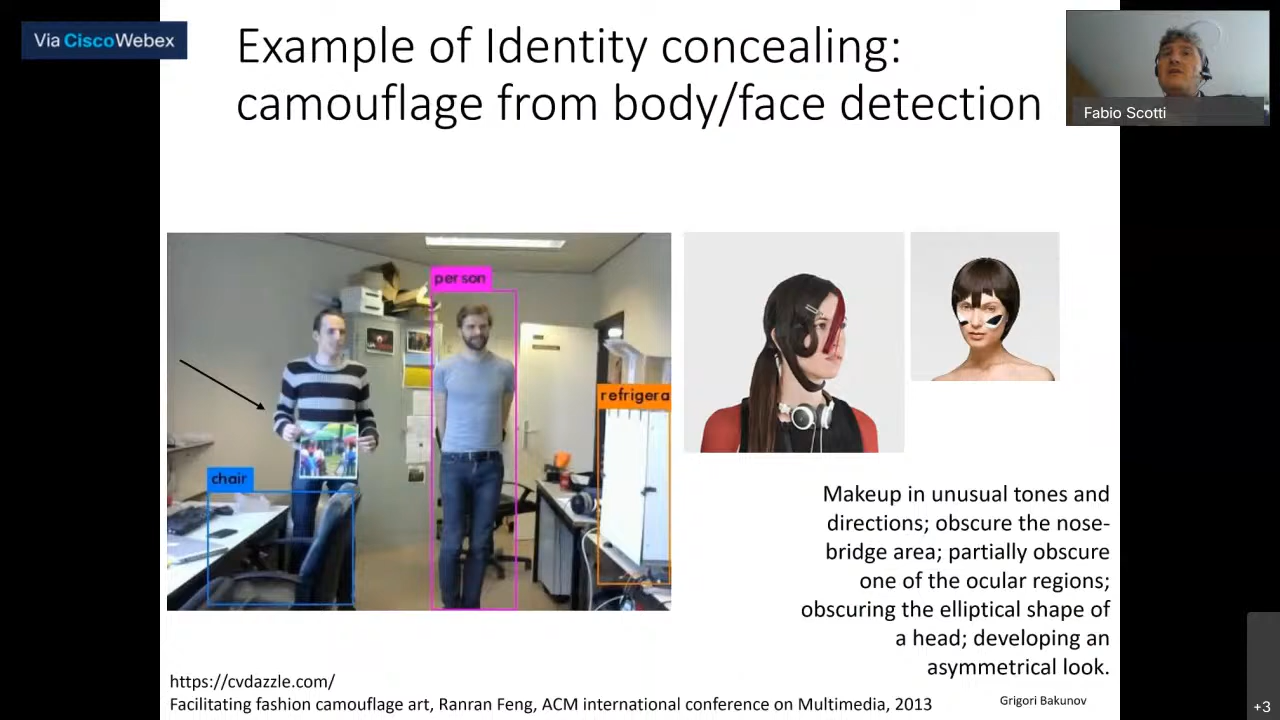 Via CiscoWebex
Example of Identity concealing:
camouflage from body/face detection
Fabio Scotti
person
refrigera
chair
Makeup in unusual tones and
directions; obscure the nose-
bridge area; partially obscure
one of the ocular regions;
obscuring the elliptical shape of
a head; developing an
asymmetrical look.
https://cvdazzle.com/
Facilitating fashion camouflage art, Ranran Feng, ACM international conference on Multimedia, 2013
Grigori Bakunov
+3